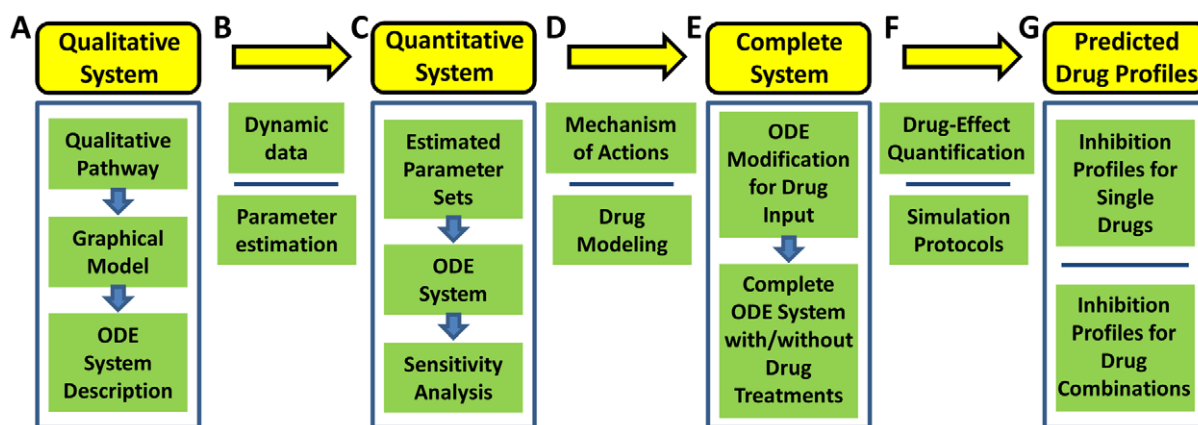 A
Qualitative
System
Qualitative
Pathway
Graphical
Model
ODE
System
Description
B
Dynamic
data
Parameter
estimation
C
Quantitative
System
Estimated
Parameter
Sets
ODE
System
Sensitivity
Analysis
D
Mechanism
of Actions
Drug
Modeling
E
Complete
System
ODE
Modification
for Drug
Input
Complete
ODE System
with/without
Drug
Treatments
F
Drug-Effect
Quantification
Simulation
Protocols
G
Predicted
Drug Profiles
Inhibition
Profiles for
Single
Drugs
Inhibition
Profiles for
Drug
Combinations